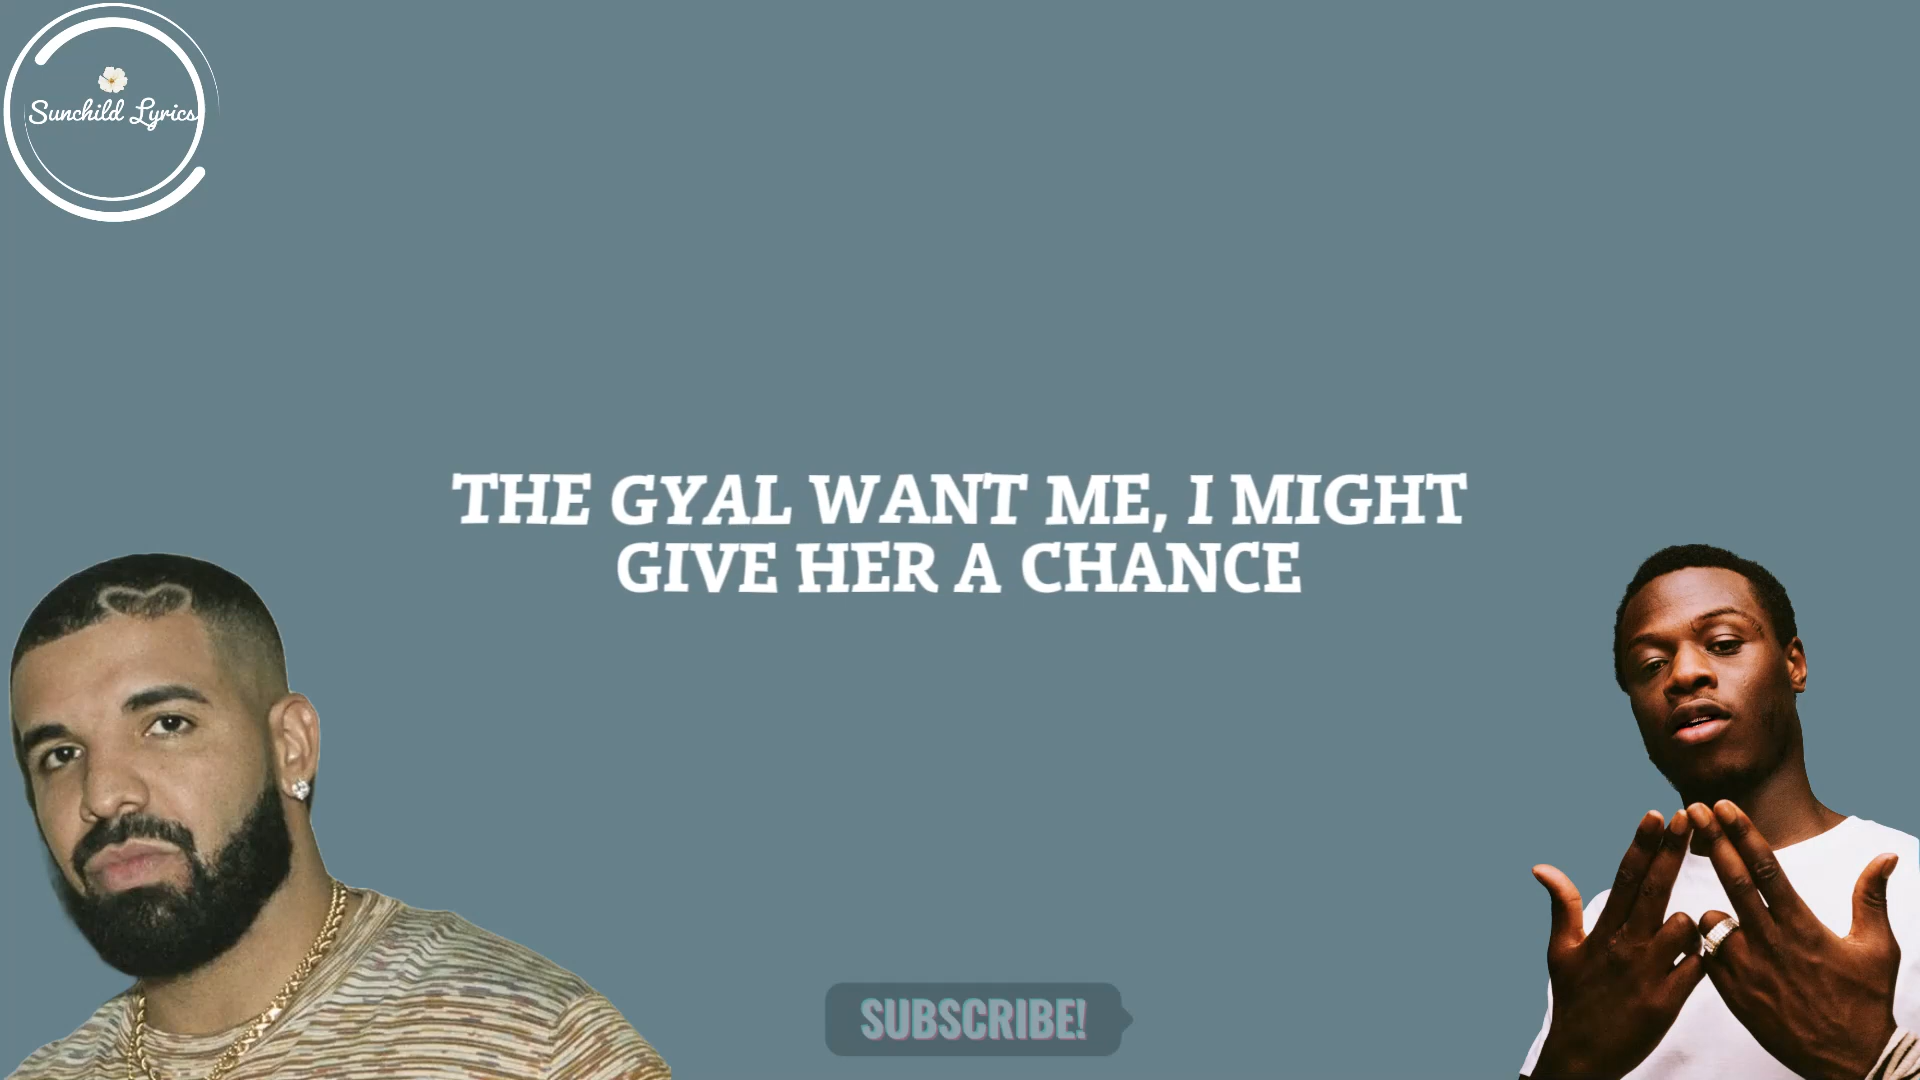 Sunchild Lyrics
THE GYAL WANT ME, I MIGHT
GIVE HER A CHANCE
SUBSCRIBE!